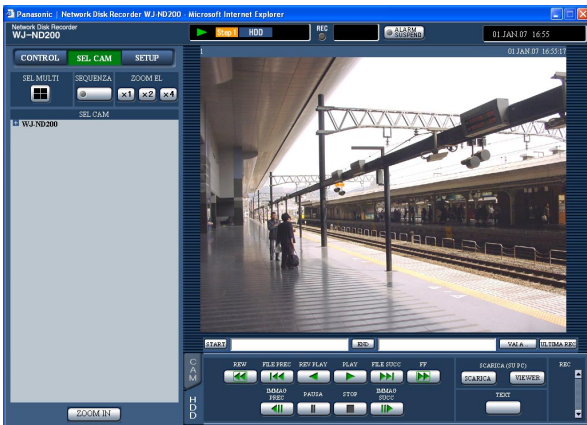 Panasonic | Network Disk Recorder WJ-ND200 - Microsoft Internet Explorer
Network Disk Recorder
WJ-ND200
Step 1 HDD
REC
ALARM SUSPEND
01.JAN.07 16:55
CONTROL SEL CAM SETUP
SEL MULTI SEQUENZA ZOOM EL
x1 x2 x4
SEL CAM
WJ-ND200
1 01.JAN.07 16:55:17
START END VAI A... ULTIMA REC
CAM
HDD
REW FILE PREC REV PLAY PLAY FILE SUCC FF
IMMAG PREC PAUSA STOP IMMAG SUCC
SCARICA (SU PC)
SCARICA VIEWER
TEXT
REC
ZOOM IN